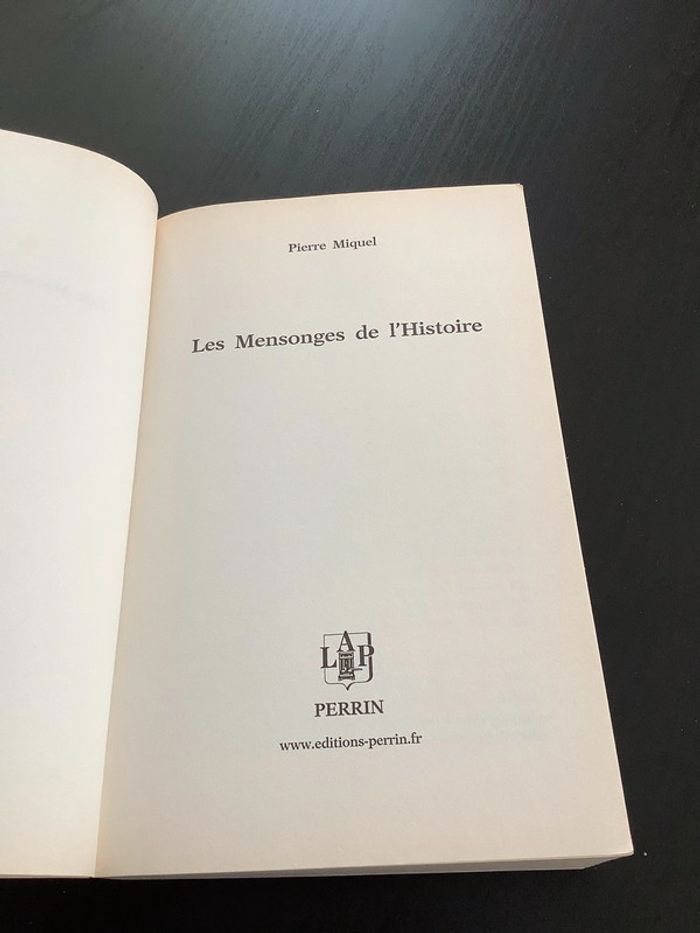 Pierre Miquel
Les Mensonges de l'Histoire
LAP
PERRIN
www.editions-perrin.fr